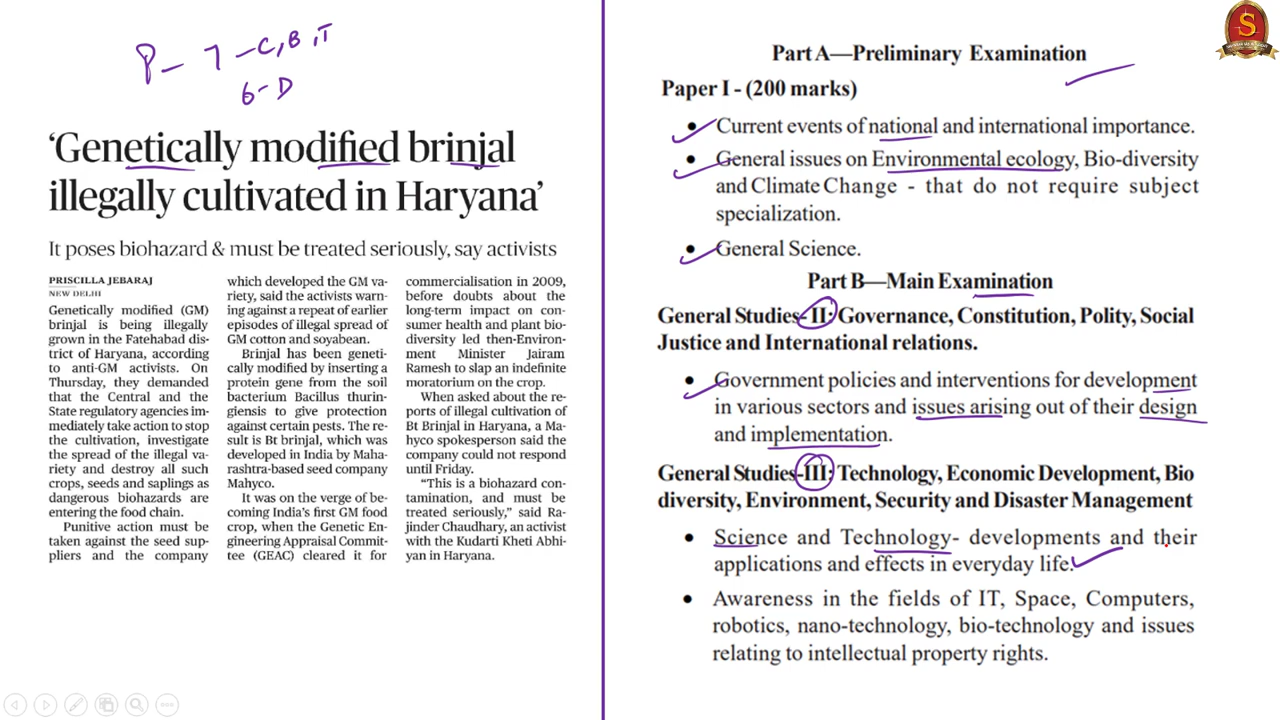 P - 7 - C, B, T
6 - D
‘Genetically modified brinjal
illegally cultivated in Haryana’
It poses biohazard & must be treated seriously, say activists
PRISCILLA JEBARAJ
NEW DELHI
Genetically modified (GM)
brinjal is being illegally
grown in the Fatehabad dis-
trict of Haryana, according
to anti-GM activists. On
Thursday, they demanded
that the Central and the
State regulatory agencies im-
mediately take action to stop
the cultivation, investigate
the spread of the illegal va-
riety and destroy all such
crops, seeds and saplings as
dangerous biohazards are
entering the food chain.
Punitive action must be
taken against the seed sup-
pliers and the company
which developed the GM va-
riety, said the activists warn-
ing against a repeat of earlier
episodes of illegal spread of
GM cotton and soyabean.
Brinjal has been geneti-
cally modified by inserting a
protein gene from the soil
bacterium Bacillus thurin-
giensis to give protection
against certain pests. The re-
sult is Bt brinjal, which was
developed in India by Maha-
rashtra-based seed company
Mahyco.
It was on the verge of be-
coming India’s first GM food
crop, when the Genetic En-
gineering Appraisal Commit-
tee (GEAC) cleared it for
commercialisation in 2009,
before doubts about the
long-term impact on con-
sumer health and plant bio-
diversity led then-Environ-
ment Minister Jairam
Ramesh to slap an indefinite
moratorium on the crop.
When asked about the re-
ports of illegal cultivation of
Bt Brinjal in Haryana, a Ma-
hyco spokesperson said the
company could not respond
until Friday.
“This is a biohazard con-
tamination, and must be
treated seriously,” said Ra-
jinder Chaudhary, an activist
with the Kudarti Kheti Abhi-
yan in Haryana.
Part A—Preliminary Examination
Paper I - (200 marks)
• Current events of national and international importance.
• General issues on Environmental ecology, Bio-diversity
and Climate Change - that do not require subject
specialization.
• General Science.
Part B—Main Examination
General Studies-II: Governance, Constitution, Polity, Social
Justice and International relations.
• Government policies and interventions for development
in various sectors and issues arising out of their design
and implementation.
General Studies-III: Technology, Economic Development, Bio
diversity, Environment, Security and Disaster Management
• Science and Technology- developments and their
applications and effects in everyday life.
• Awareness in the fields of IT, Space, Computers,
robotics, nano-technology, bio-technology and issues
relating to intellectual property rights.